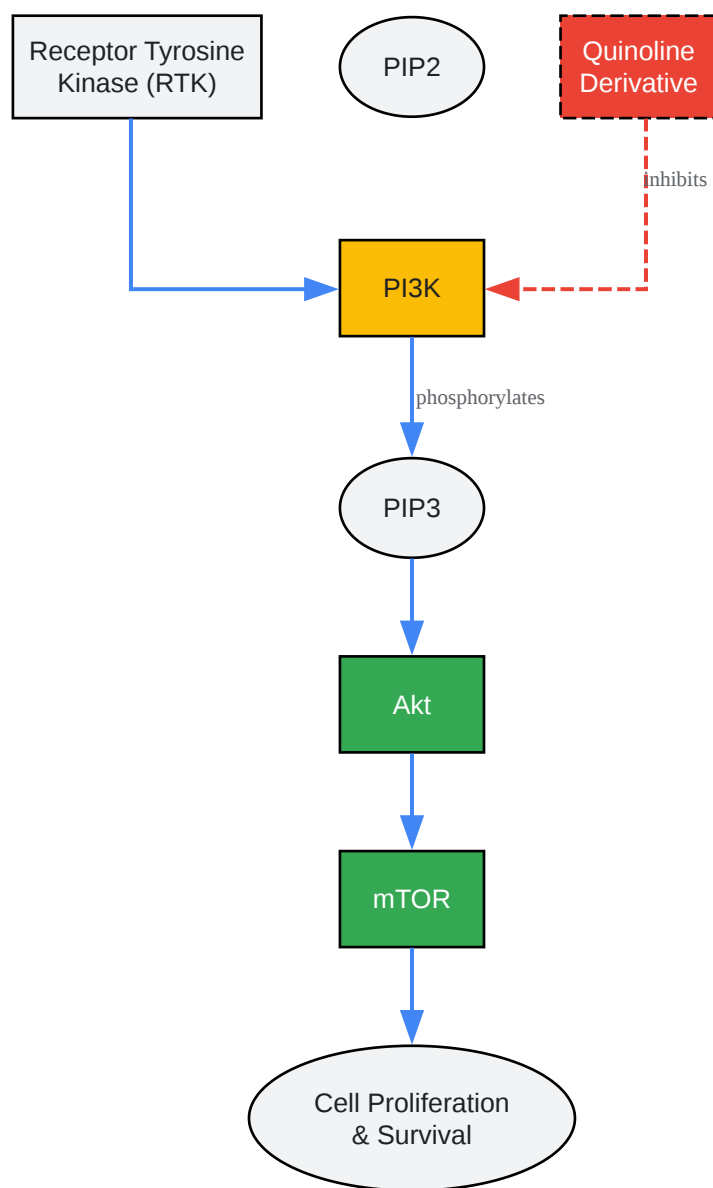 Receptor Tyrosine
Kinase (RTK)
PIP2
Quinoline
Derivative
inhibits
PI3K
phosphorylates
PIP3
Akt
mTOR
Cell Proliferation
& Survival